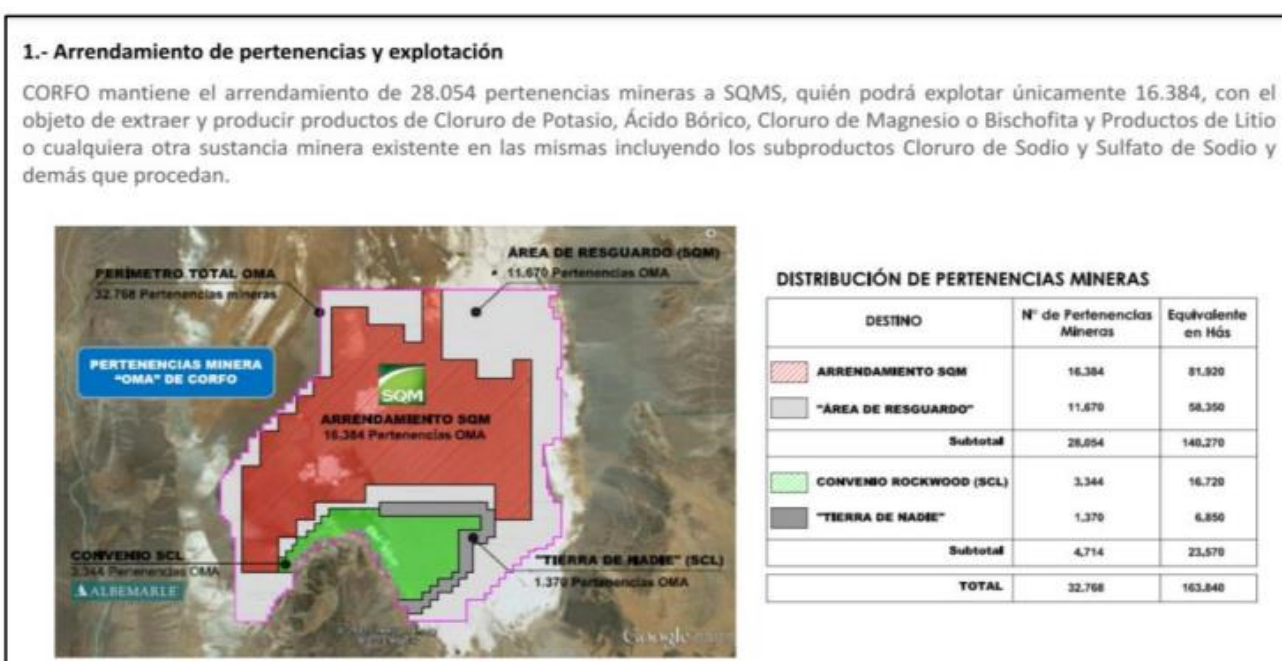 1.- Arrendamiento de pertenencias y explotación
CORFO mantiene el arrendamiento de 28.054 pertenencias mineras a SQMS, quién podrá explotar únicamente 16.384, con el
objeto de extraer y producir productos de Cloruro de Potasio, Ácido Bórico, Cloruro de Magnesio o Bischofita y Productos de Litio
o cualquiera otra sustancia minera existente en las mismas incluyendo los subproductos Cloruro de Sodio y Sulfato de Sodio y
demás que procedan.
PERÍMETRO TOTAL OMA
32.768 Pertenencias mineras
ÁREA DE RESGUARDO (SQM)
11.670 Pertenencias OMA
PERTENENCIAS MINERA
"OMA" DE CORFO
SQM
ARRENDAMIENTO SQM
16.384 Pertenencias OMA
CONVENIO SCL
3.344 Pertenencias OMA
ALBEMARLE
"TIERRA DE NADIE" (SCL)
1.370 Pertenencias OMA
Google
DISTRIBUCIÓN DE PERTENENCIAS MINERAS
DESTINO N° de Pertenencias Mineras Equivalente en Hás
ARRENDAMIENTO SQM 16.384 81.920
"ÁREA DE RESGUARDO" 11.670 58.350
Subtotal 28,054 140,270
CONVENIO ROCKWOOD (SCL) 3.344 16.720
"TIERRA DE NADIE" 1.370 6.850
Subtotal 4,714 23,570
TOTAL 32.768 163.840